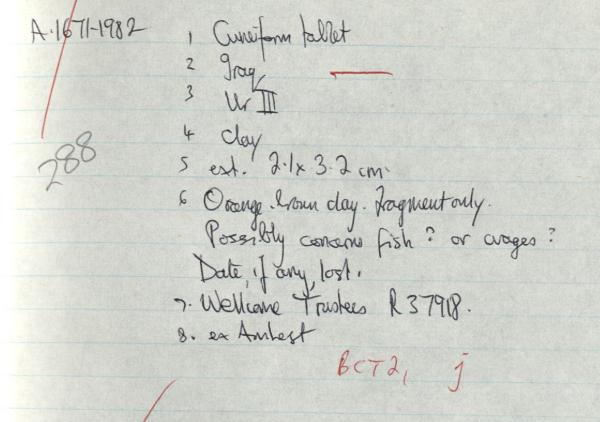 A.1671-1982
1 Cuneiform tablet
2 Iraq
3 Ur III
4 clay
288
5 est. 2.1 x 3.2 cm.
6 Orange-brown clay. Fragment only.
Possibly concerns fish? or wages?
Date, if any, lost.
7. Wellcome Trustees R 37918.
8. ex Amherst
BCT2, j